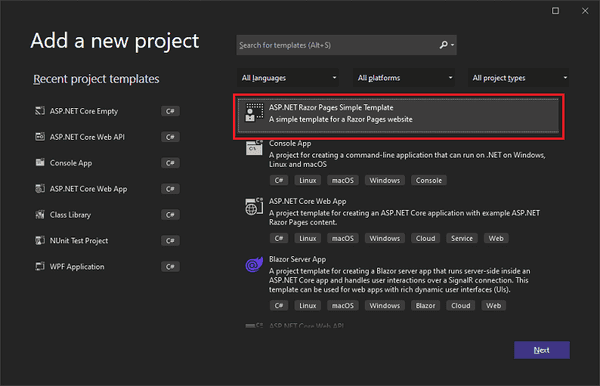 Add a new project
Search for templates (Alt+S)
Recent project templates
All languages
All platforms
All project types
ASP.NET Core Empty
C#
ASP.NET Core Web API
C#
Console App
C#
ASP.NET Core Web App
C#
Class Library
C#
NUnit Test Project
C#
WPF Application
C#
ASP.NET Razor Pages Simple Template
A simple template for a Razor Pages website
Console App
A project for creating a command-line application that can run on .NET on Windows,
Linux and macOS
C# Linux macOS Windows Console
ASP.NET Core Web App
A project template for creating an ASP.NET Core application with example ASP.NET
Razor Pages content.
C# Linux macOS Windows Cloud Service Web
Blazor Server App
A project template for creating a Blazor server app that runs server-side inside an
ASP.NET Core app and handles user interactions over a SignalR connection. This
template can be used for web apps with rich dynamic user interfaces (UIs).
C# Linux macOS Windows Blazor Cloud Web
ASP.NET Core Web API
Next